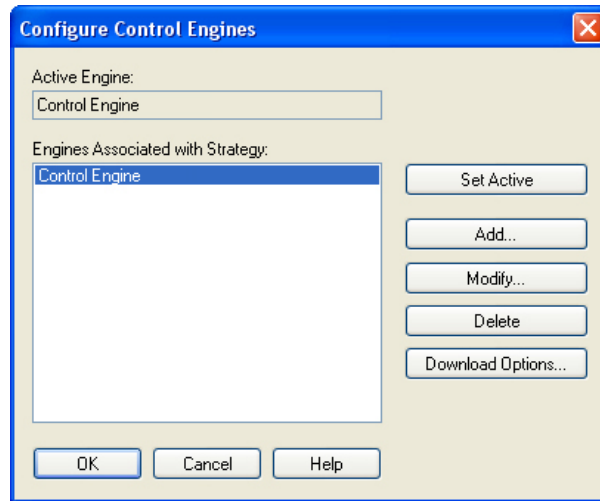 Configure Control Engines
Active Engine:
Control Engine
Engines Associated with Strategy:
Control Engine
Set Active
Add...
Modify...
Delete
Download Options...
OK
Cancel
Help